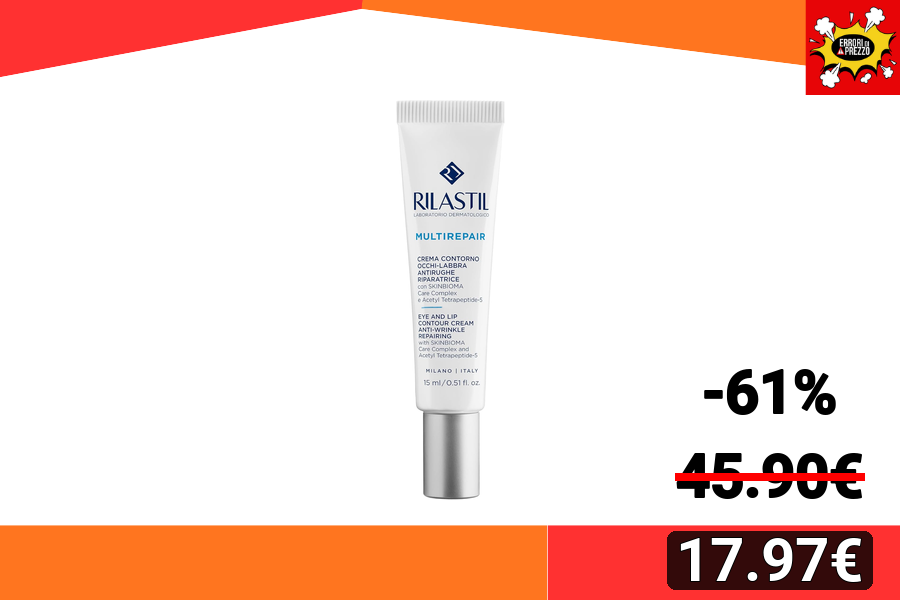 ERRORI DI
PREZZO
RILASTIL
LABORATORIO DERMATOLOGICO
MULTIREPAIR
CREMA CONTORNO
OCCHI-LABBRA
ANTIRUGHE
RIPARATRICE
con SKINBIOMA
Care Complex
e Acetyl Tetrapeptide-5
EYE AND LIP
CONTOUR CREAM
ANTI-WRINKLE
REPAIRING
with SKINBIOMA
Care Complex and
Acetyl Tetrapeptide-5
MILANO | ITALY
15 ml/0.51 fl. oz.
-61%
45.90€
17.97€